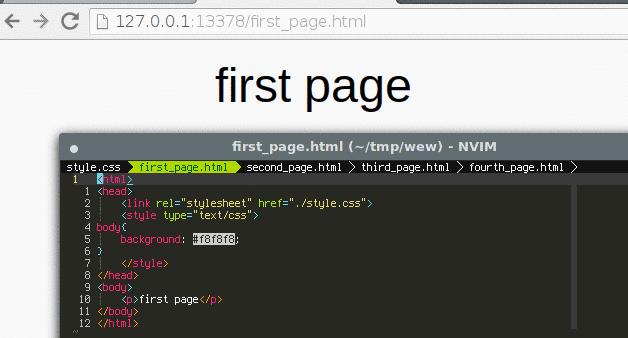 127.0.0.1:13378/first_page.html
first page
first_page.html (~/tmp/wew) - NVIM
style.css first_page.html second_page.html third_page.html fourth_page.html
1 <html>
1 <head>
2 <link rel="stylesheet" href="./style.css">
3 <style type="text/css">
4 body{
5 background: #f8f8f8;
6 }
7 </style>
8 </head>
9 <body>
10 <p>first page</p>
11 </body>
12 </html>
~